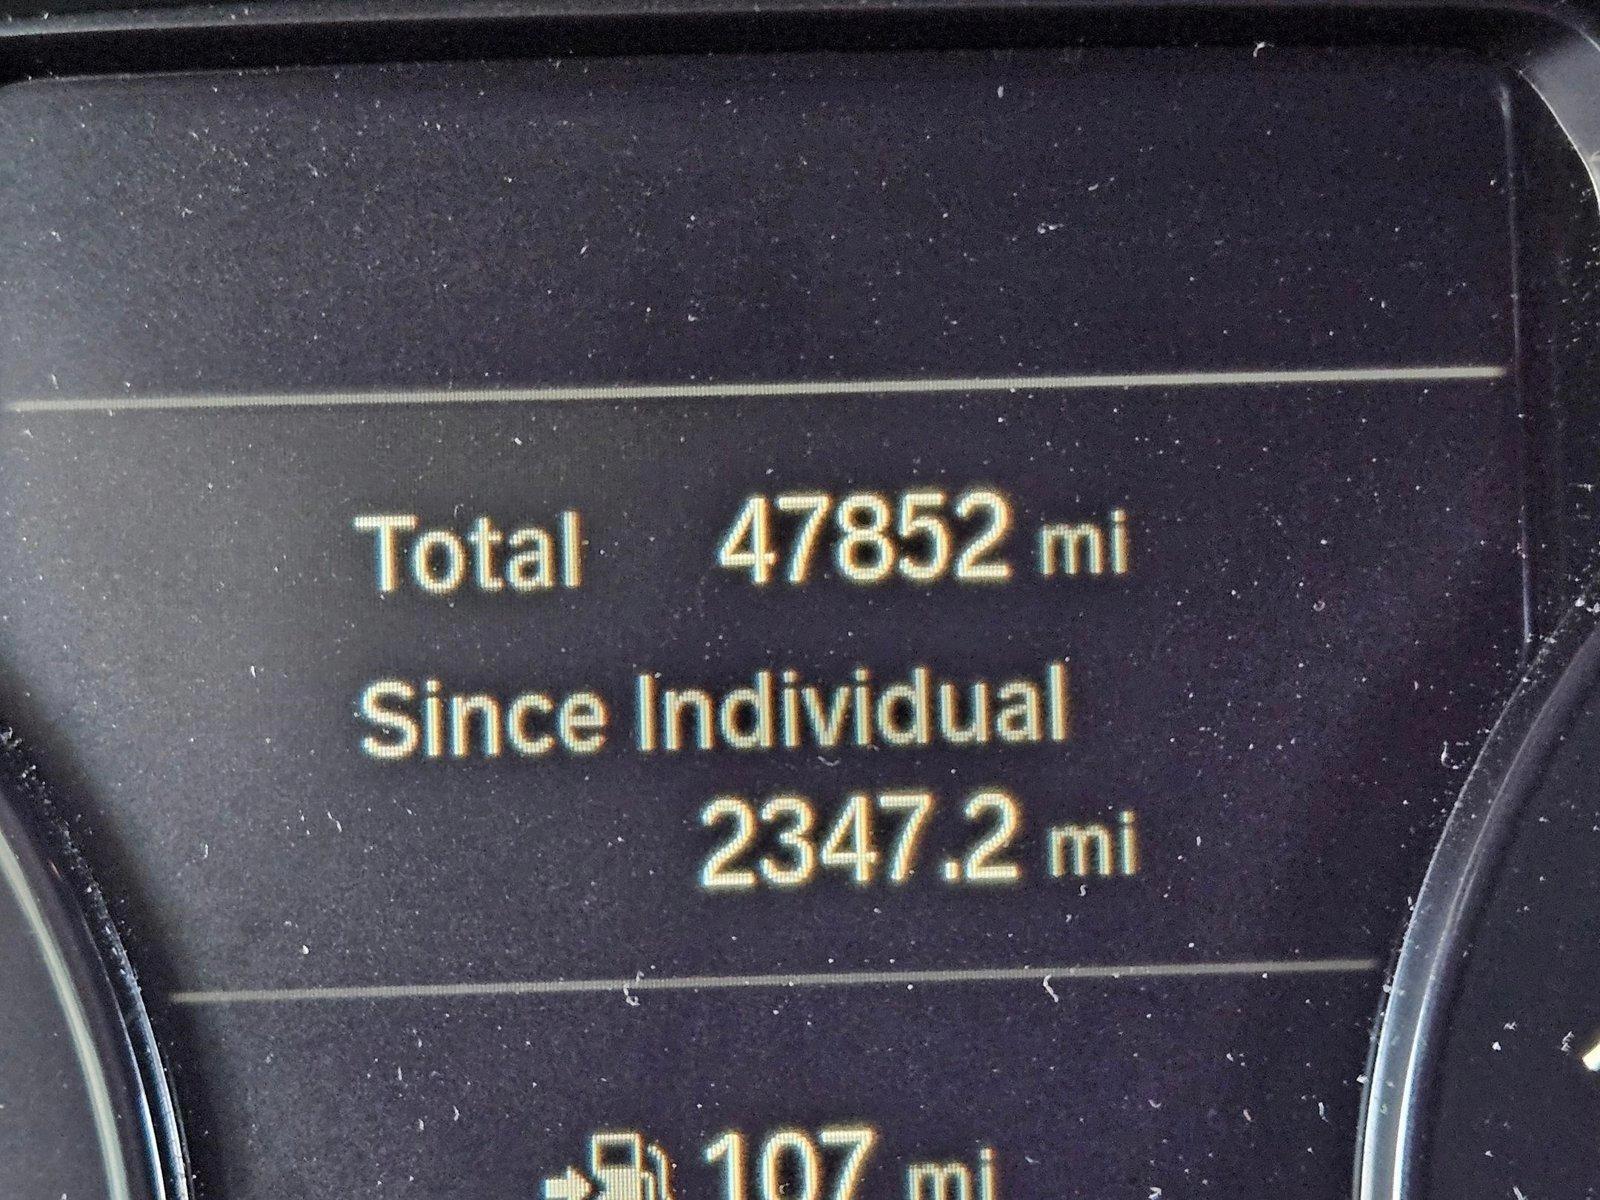 Total 47852 mi
Since Individual
2347.2 mi
107 mi